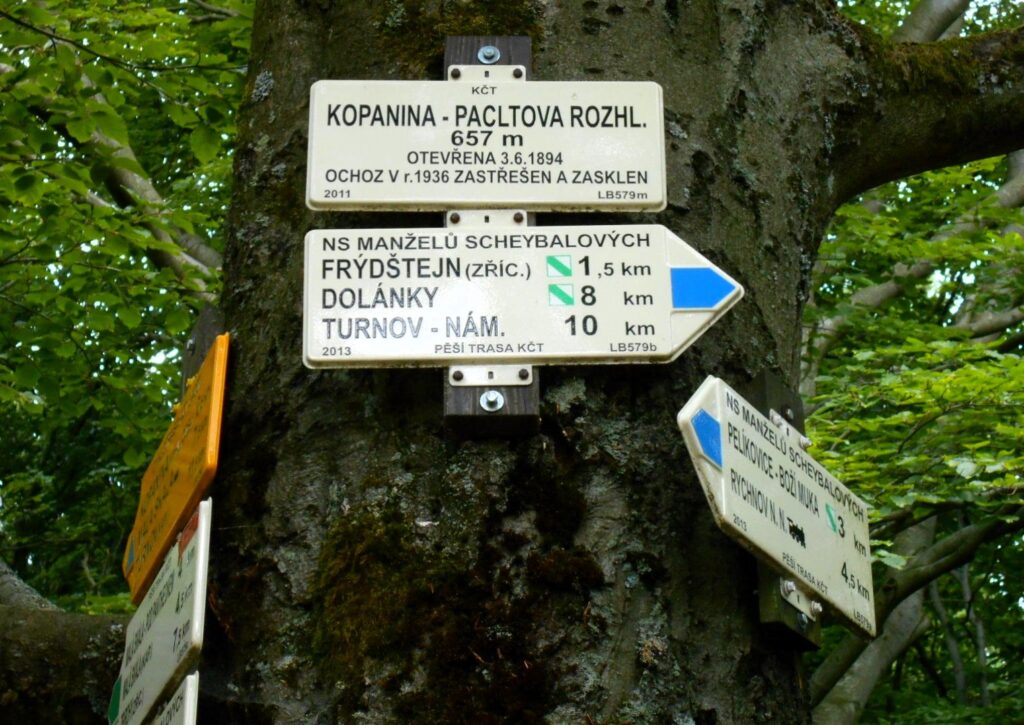 KČT
KOPANINA - PACLTOVA ROZHL.
657 m
OTEVŘENA 3.6.1894
OCHOZ V r.1936 ZASTŘEŠEN A ZASKLEN
2011 LB579m
NS MANŽELŮ SCHEYBALOVÝCH
FRÝDŠTEJN (ZŘÍC.) 1,5 km
DOLÁNKY 8 km
TURNOV - NÁM. 10 km
2013 PĚŠÍ TRASA KČT LB579b
NS MANŽELŮ SCHEYBALOVÝCH
PELÍKOVICE - BOŽÍ MUKA 3 km
RYCHNOV N. N. 4,5 km
2013 PĚŠÍ TRASA KČT